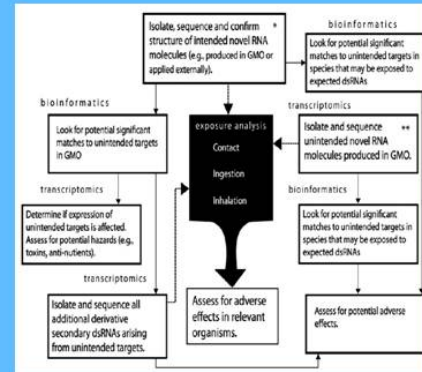 Isolate, sequence and confirm *
structure of intended novel RNA
molecules (e.g., produced in GMO or
applied externally).
bioinformatics
Look for potential significant
matches to unintended targets in
species that may be exposed to
expected dsRNAs
bioinformatics
Look for potential significant
matches to unintended targets
in GMO
transcriptomics
Determine if expression of
unintended targets is affected.
Assess for potential hazards (e.g.,
toxins, anti-nutrients).
transcriptomics
Isolate and sequence all
additional derivative
secondary dsRNAs arising
from unintended targets.
exposure analysis
Contact
Ingestion
Inhalation
Assess for adverse
effects in relevant
organisms.
transcriptomics
Isolate and sequence **
unintended novel RNA
molecules produced in GMO.
bioinformatics
Look for potential significant
matches to unintended targets in
species that may be exposed to
expected dsRNAs
Assess for potential adverse
effects.